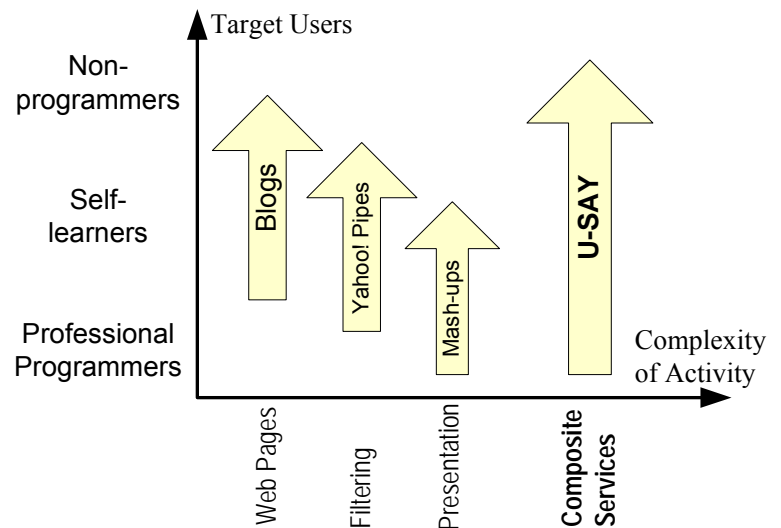 Target Users
Non-
programmers
Self-
learners
Professional
Programmers
Blogs
Yahoo! Pipes
Mash-ups
U-SAY
Complexity
of Activity
Web Pages
Filtering
Presentation
Composite
Services